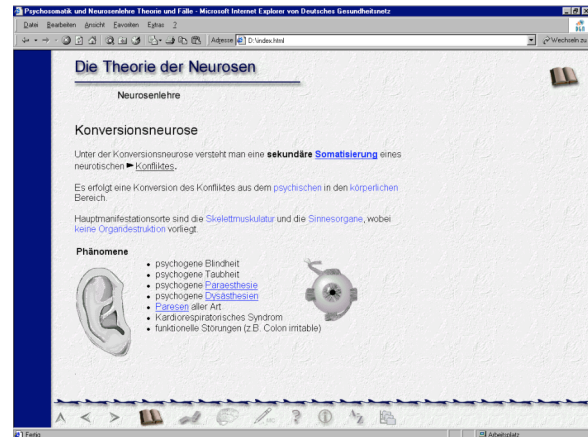 Psychosomatik und Neurosenlehre Theorie und Fälle - Microsoft Internet Explorer von Deutsches Gesundheitsnetz
Datei Bearbeiten Ansicht Favoriten Extras ?
Adresse D:\index.html Wechseln zu
Die Theorie der Neurosen
Neurosenlehre
Konversionsneurose
Unter der Konversionsneurose versteht man eine sekundäre Somatisierung eines
neurotischen ►Konfliktes.
Es erfolgt eine Konversion des Konfliktes aus dem psychischen in den körperlichen
Bereich.
Hauptmanifestationsorte sind die Skelettmuskulatur und die Sinnesorgane, wobei
keine Organdestruktion vorliegt.
Phänomene
• psychogene Blindheit
• psychogene Taubheit
• psychogene Paraesthesie
• psychogene Dysästhesien
• Paresen aller Art
• Kardiorespiratorisches Syndrom
• funktionelle Störungen (z.B. Colon irritable)
Fertig Arbeitsplatz